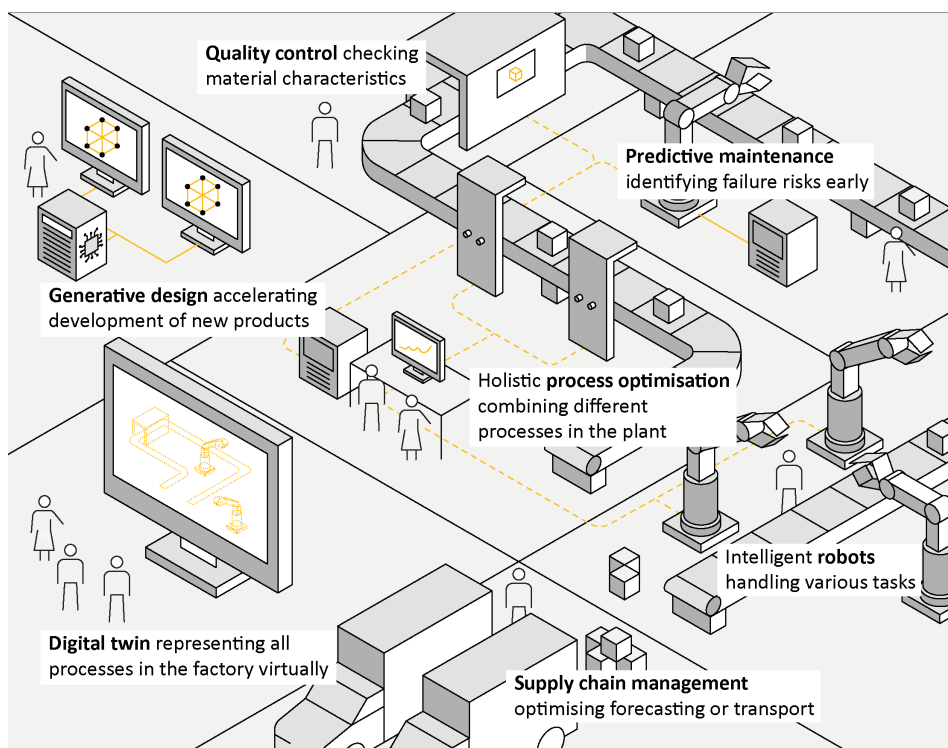 Quality control checking
material characteristics
Predictive maintenance
identifying failure risks early
Generative design accelerating
development of new products
Holistic process optimisation
combining different
processes in the plant
Intelligent robots
handling various tasks
Digital twin representing all
processes in the factory virtually
Supply chain management
optimising forecasting or transport